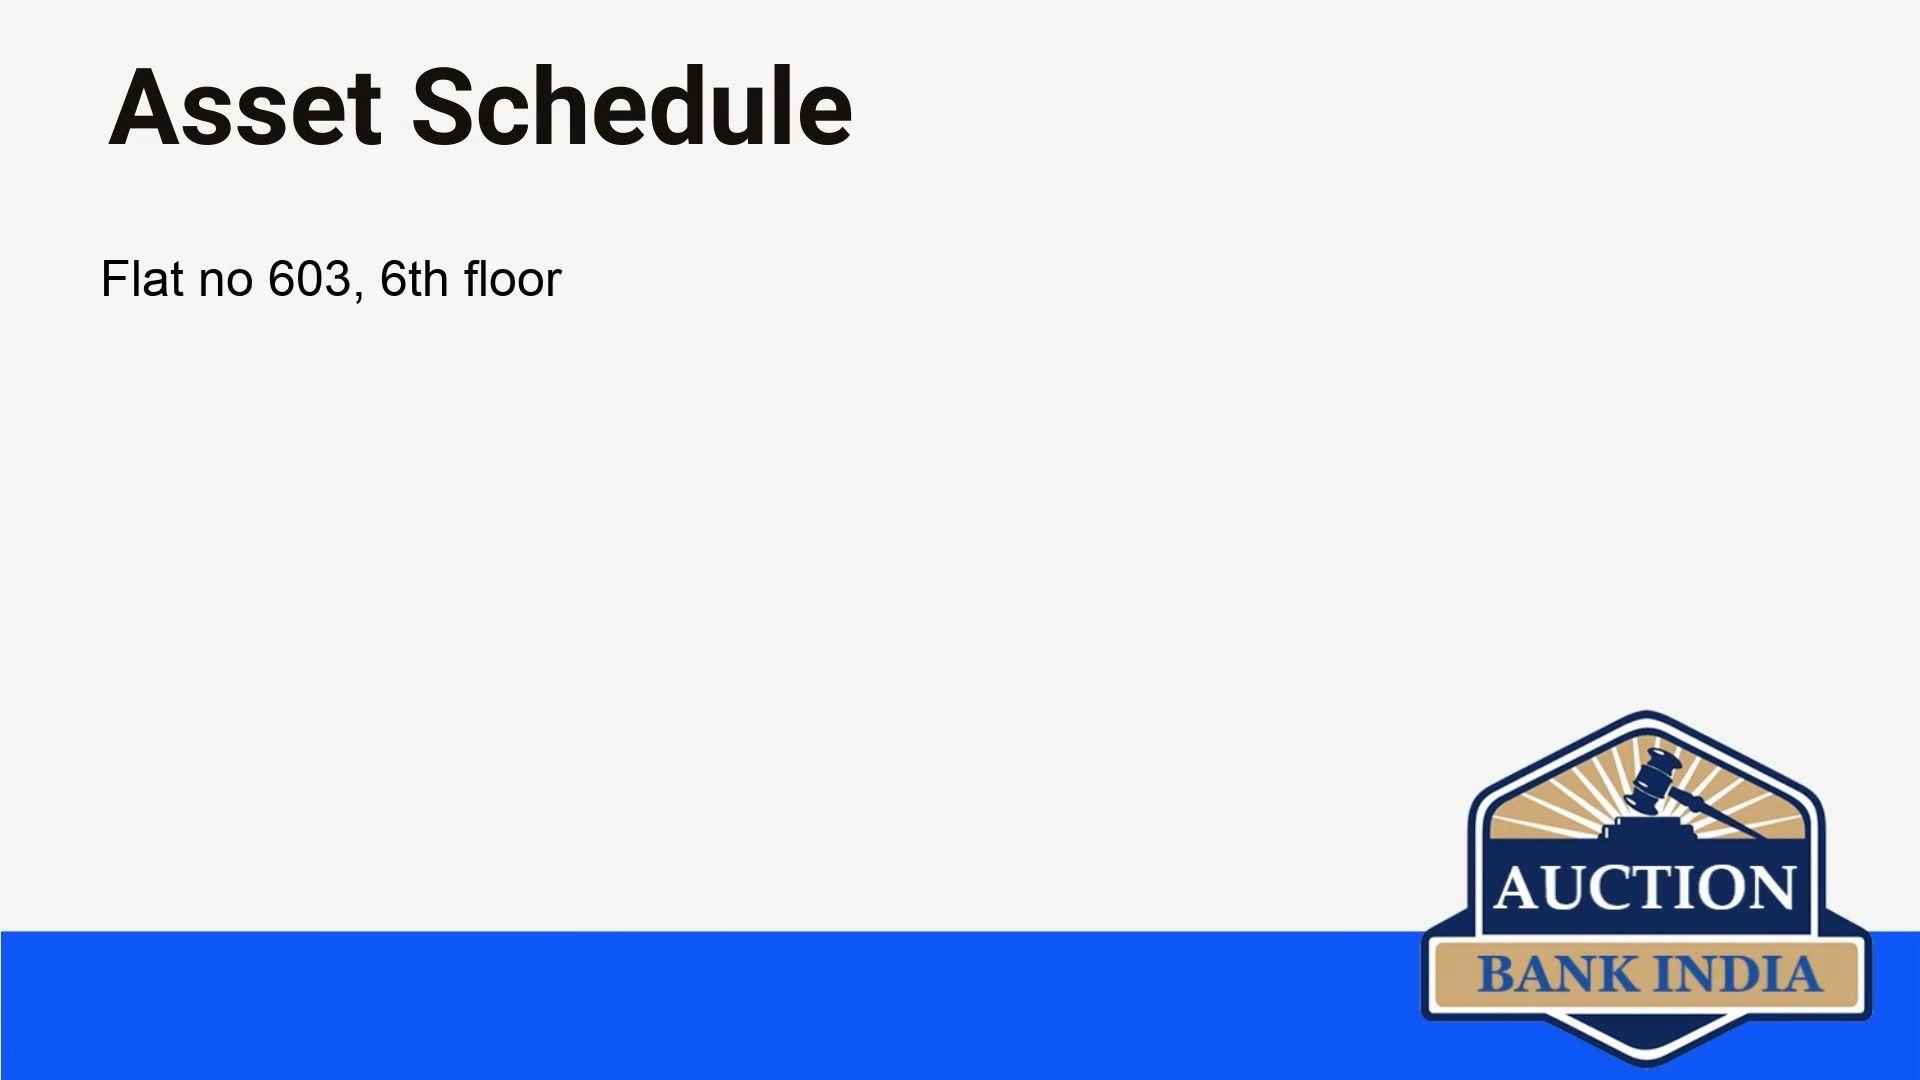 Asset Schedule
Flat no 603, 6th floor
AUCTION
BANK INDIA